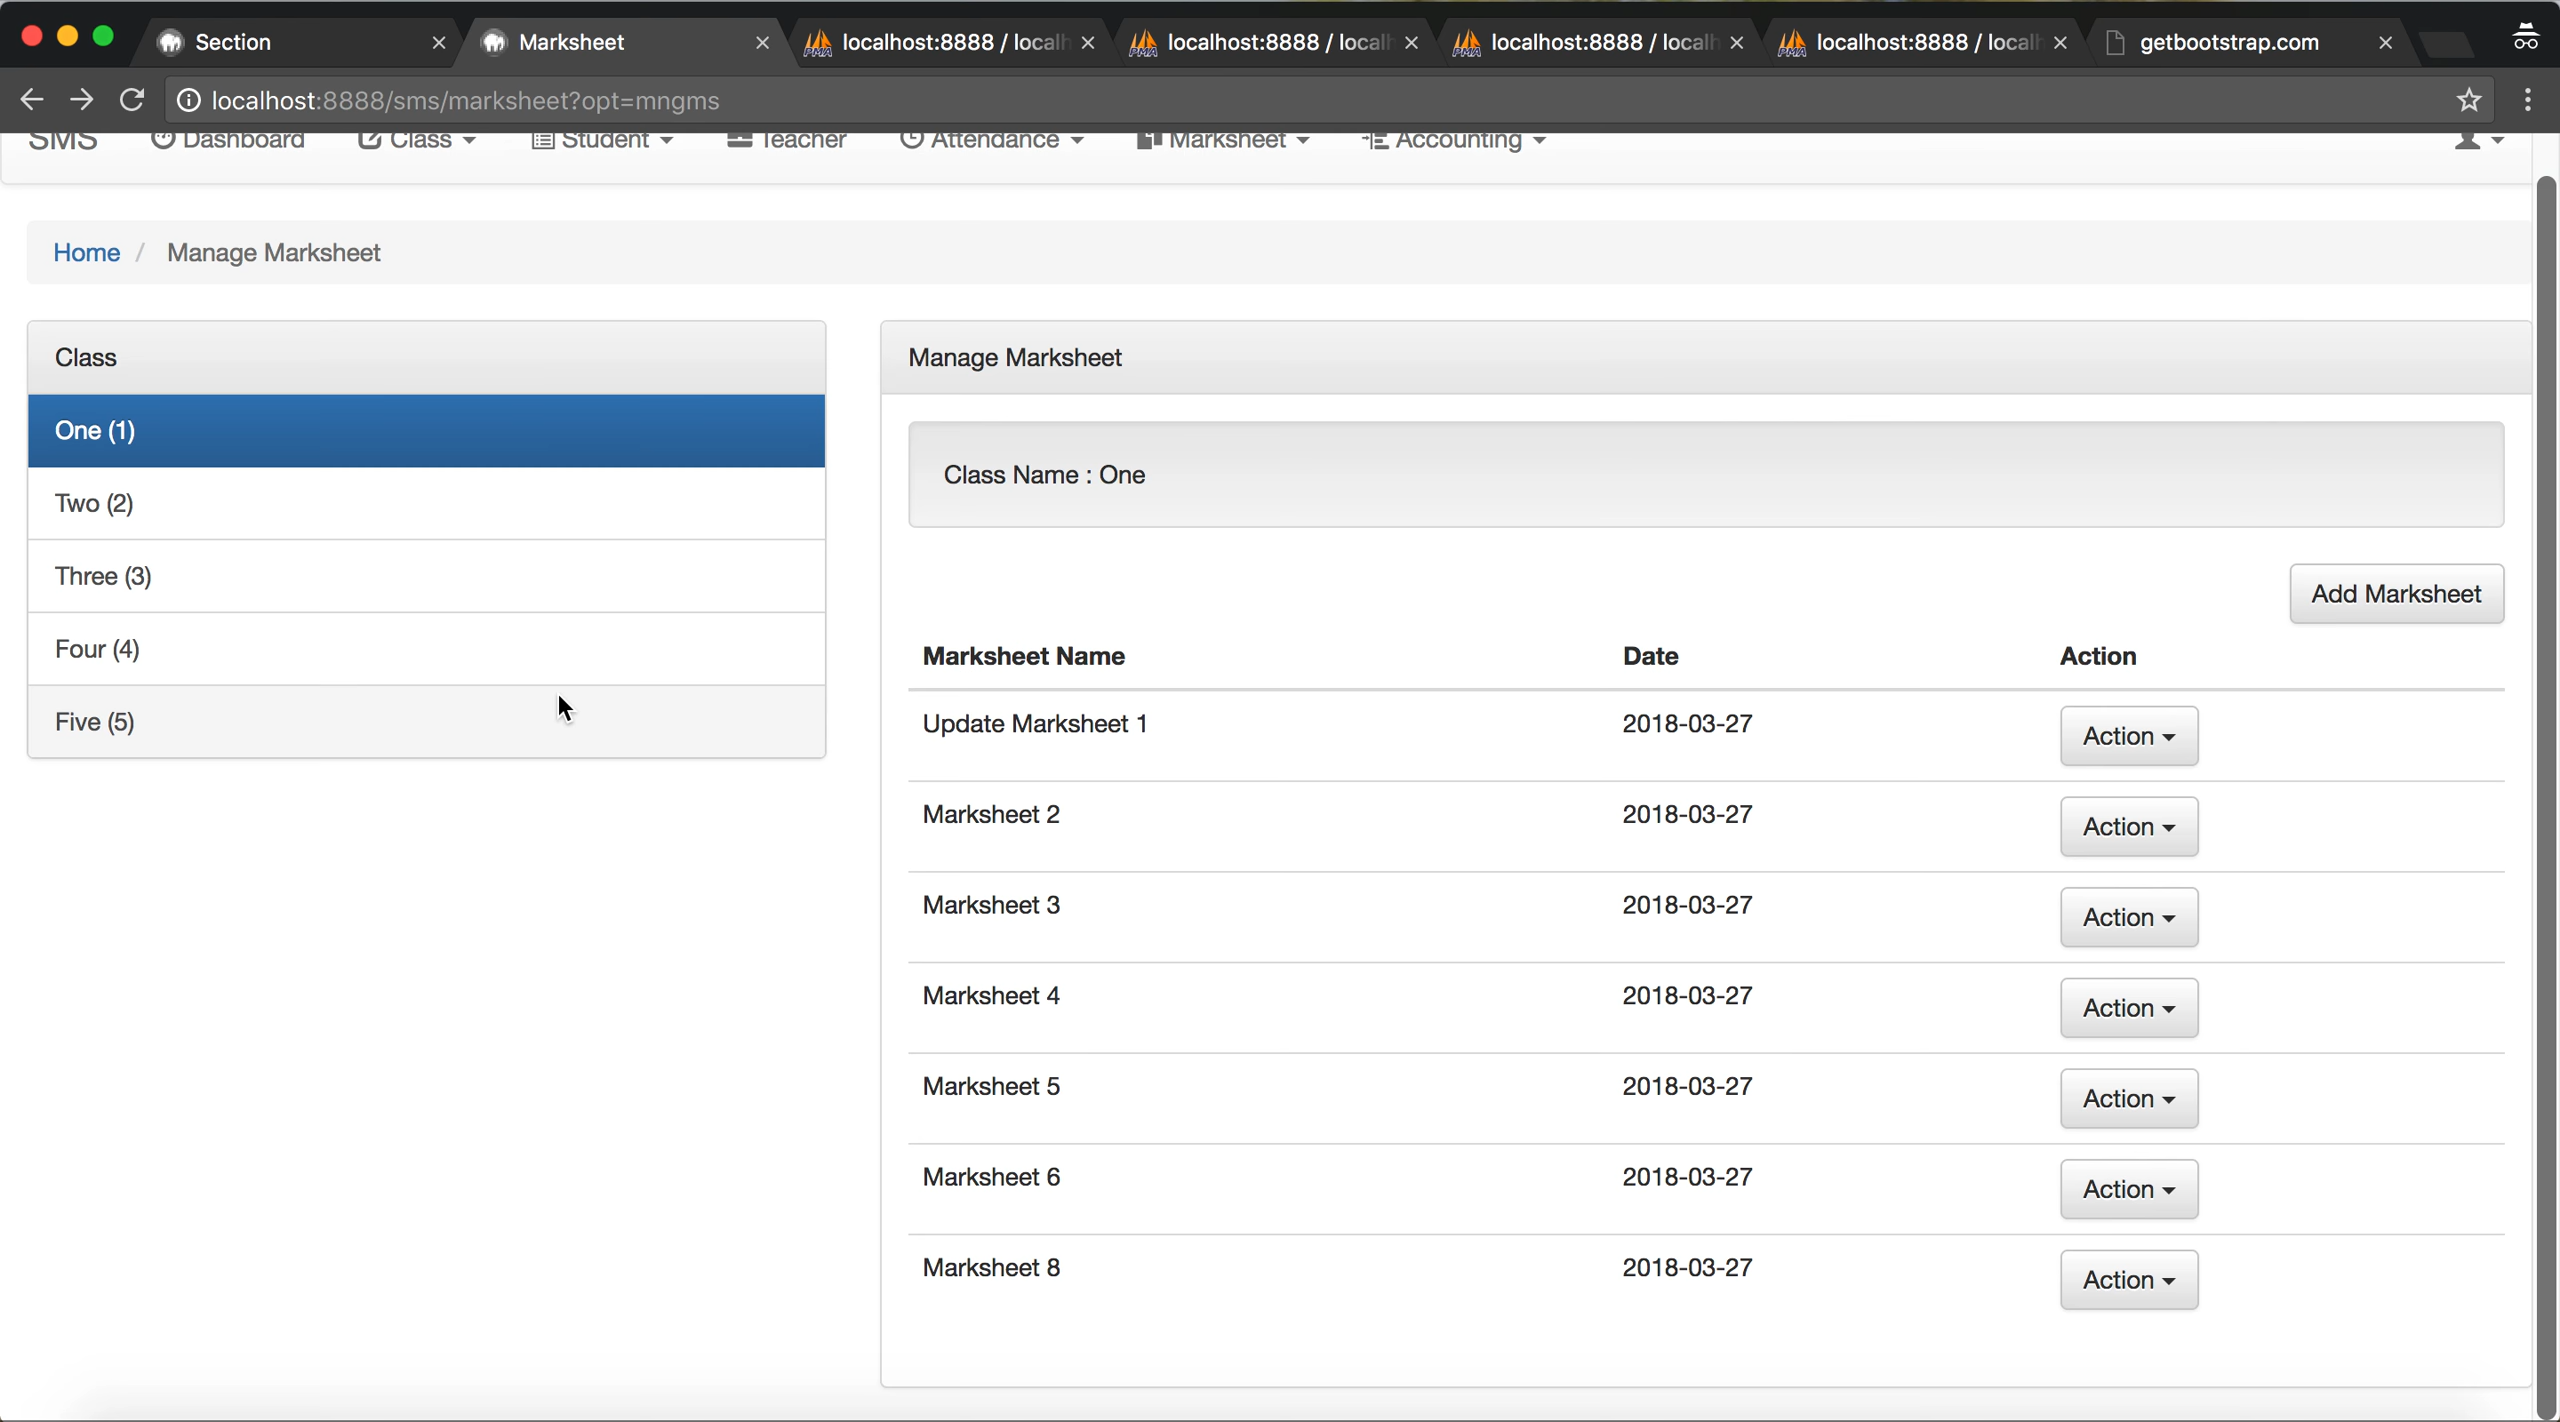 Section
Marksheet
localhost:8888 / local
localhost:8888 / local
localhost:8888 / local
localhost:8888 / local
getbootstrap.com
localhost:8888/sms/marksheet?opt=mngms
SMS Dashboard Class Student Teacher Attendance Marksheet Accounting
Home / Manage Marksheet
Class
One (1)
Two (2)
Three (3)
Four (4)
Five (5)
Manage Marksheet
Class Name : One
Add Marksheet
Marksheet Name Date Action
Update Marksheet 1 2018-03-27 Action
Marksheet 2 2018-03-27 Action
Marksheet 3 2018-03-27 Action
Marksheet 4 2018-03-27 Action
Marksheet 5 2018-03-27 Action
Marksheet 6 2018-03-27 Action
Marksheet 8 2018-03-27 Action